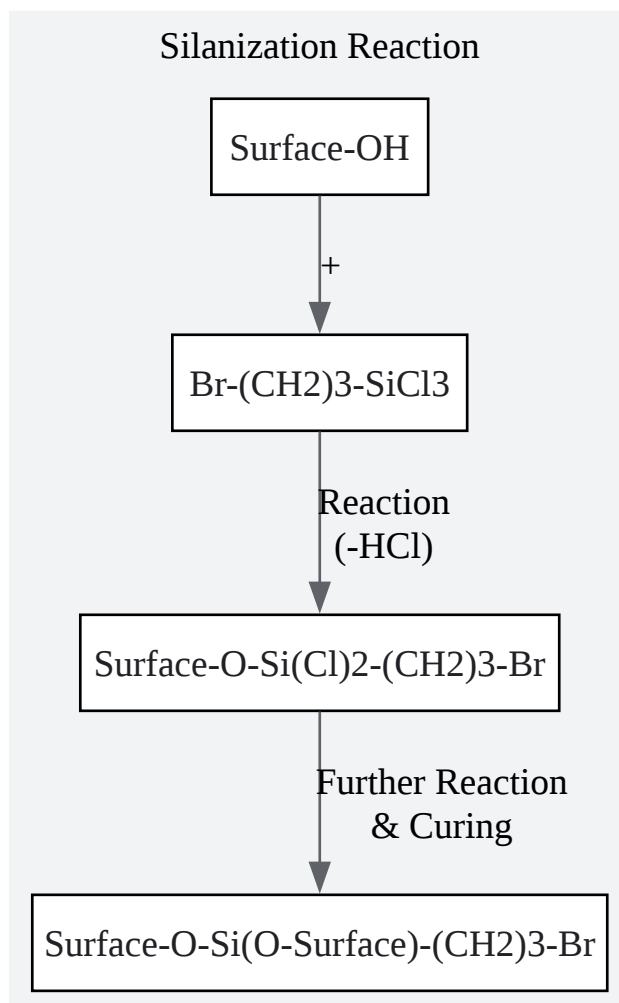 Silanization Reaction
Surface-OH
+
Br-(CH2)3-SiCl3
Reaction
(-HCl)
Surface-O-Si(Cl)2-(CH2)3-Br
Further Reaction
& Curing
Surface-O-Si(O-Surface)-(CH2)3-Br